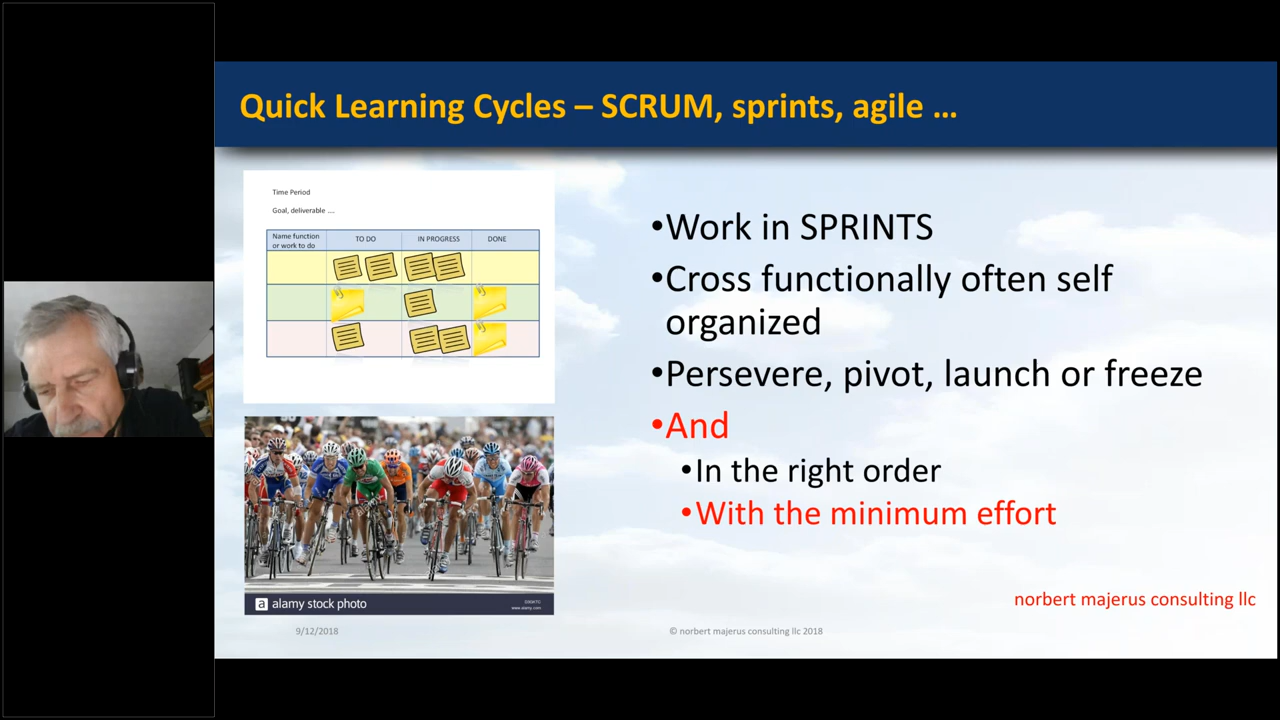 Quick Learning Cycles – SCRUM, sprints, agile …
Time Period
Goal, deliverable ....
Name function
or work to do
TO DO
IN PROGRESS
DONE
•Work in SPRINTS
•Cross functionally often self
organized
•Persevere, pivot, launch or freeze
•And
•In the right order
•With the minimum effort
a alamy stock photo
www.alamy.com
norbert majerus consulting llc
9/12/2018
© norbert majerus consulting llc 2018